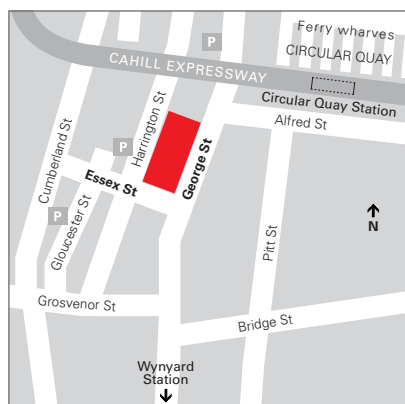 Ferry wharves
CIRCULAR QUAY
P
CAHILL EXPRESSWAY
Circular Quay Station
Alfred St
Harrington St
Cumberland St
P
George St
Essex St
Gloucester St
P
Pitt St
N
Grosvenor St
Bridge St
Wynyard
Station